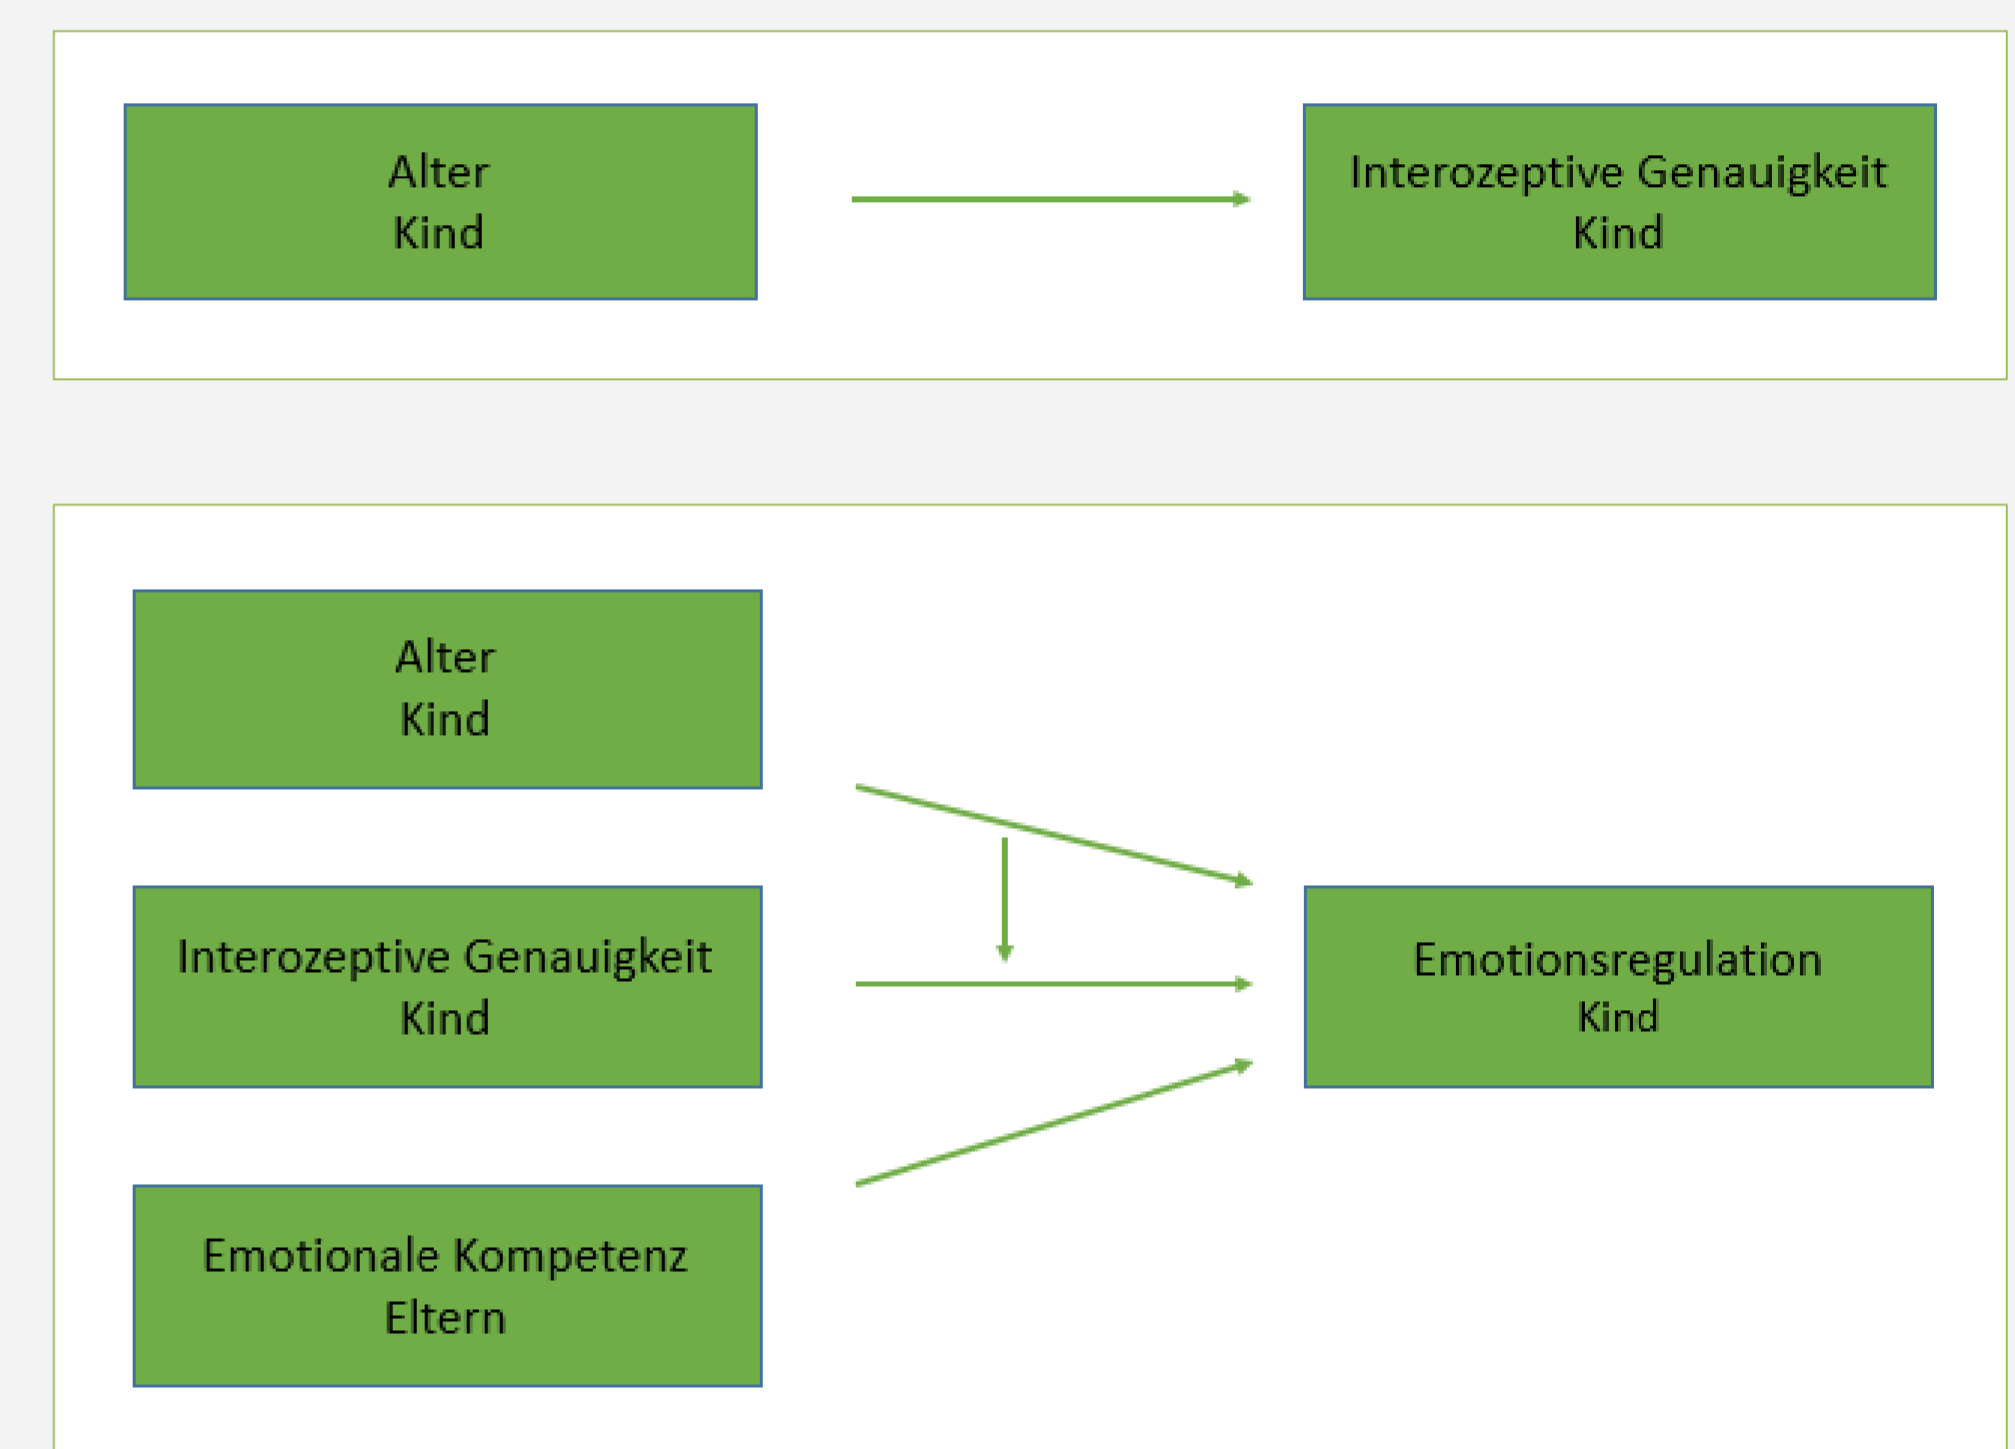 Alter
Kind
Interozeptive Genauigkeit
Kind
Alter
Kind
Interozeptive Genauigkeit
Kind
Emotionsregulation
Kind
Emotionale Kompetenz
Eltern